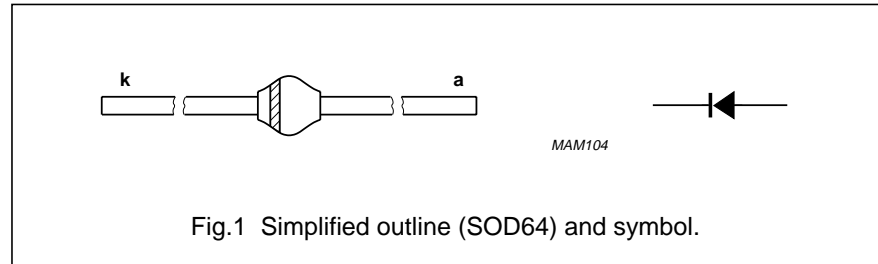 k
a
MAM104
Fig.1 Simplified outline (SOD64) and symbol.